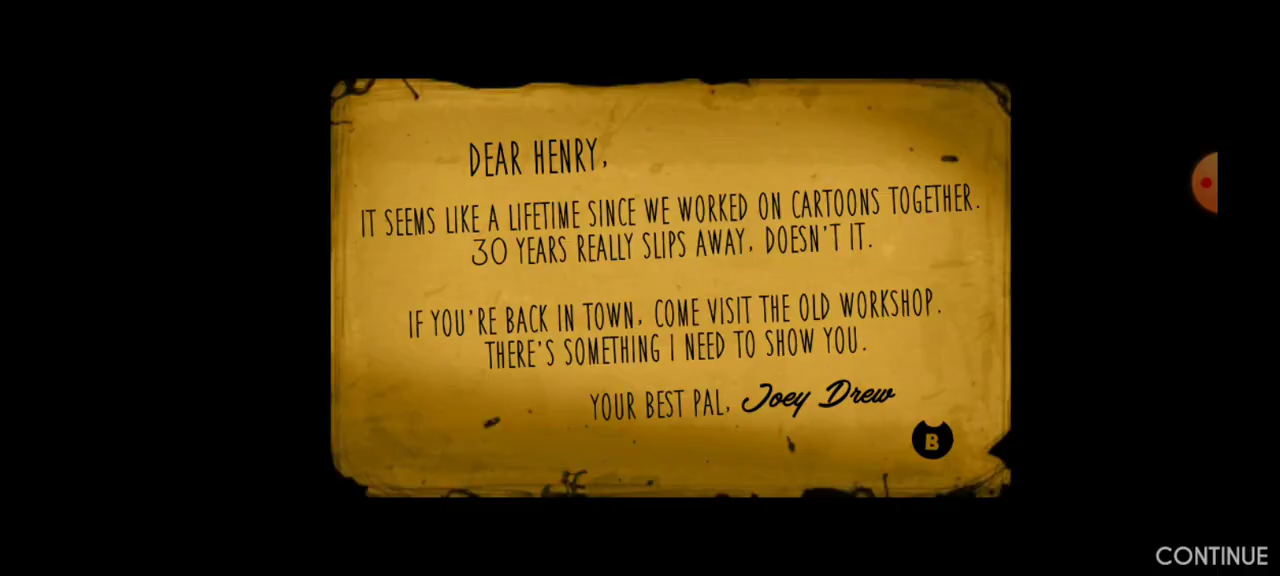 DEAR HENRY,
IT SEEMS LIKE A LIFETIME SINCE WE WORKED ON CARTOONS TOGETHER.
30 YEARS REALLY SLIPS AWAY, DOESN'T IT.
IF YOU'RE BACK IN TOWN, COME VISIT THE OLD WORKSHOP.
THERE'S SOMETHING I NEED TO SHOW YOU.
YOUR BEST PAL, Joey Drew
B
CONTINUE